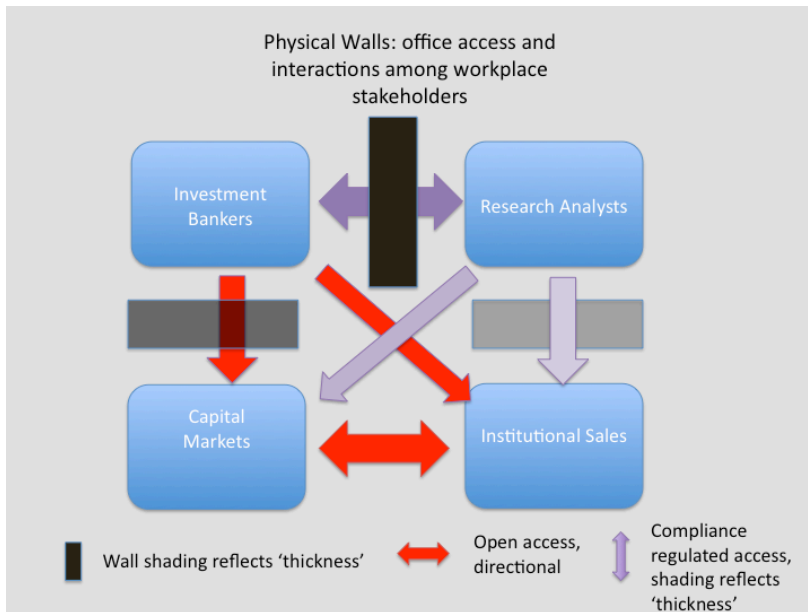 Physical Walls: office access and
interactions among workplace
stakeholders
Investment
Bankers
Research Analysts
Capital
Markets
Institutional Sales
Wall shading reflects ‘thickness’
Open access,
directional
Compliance
regulated access,
shading reflects
‘thickness’